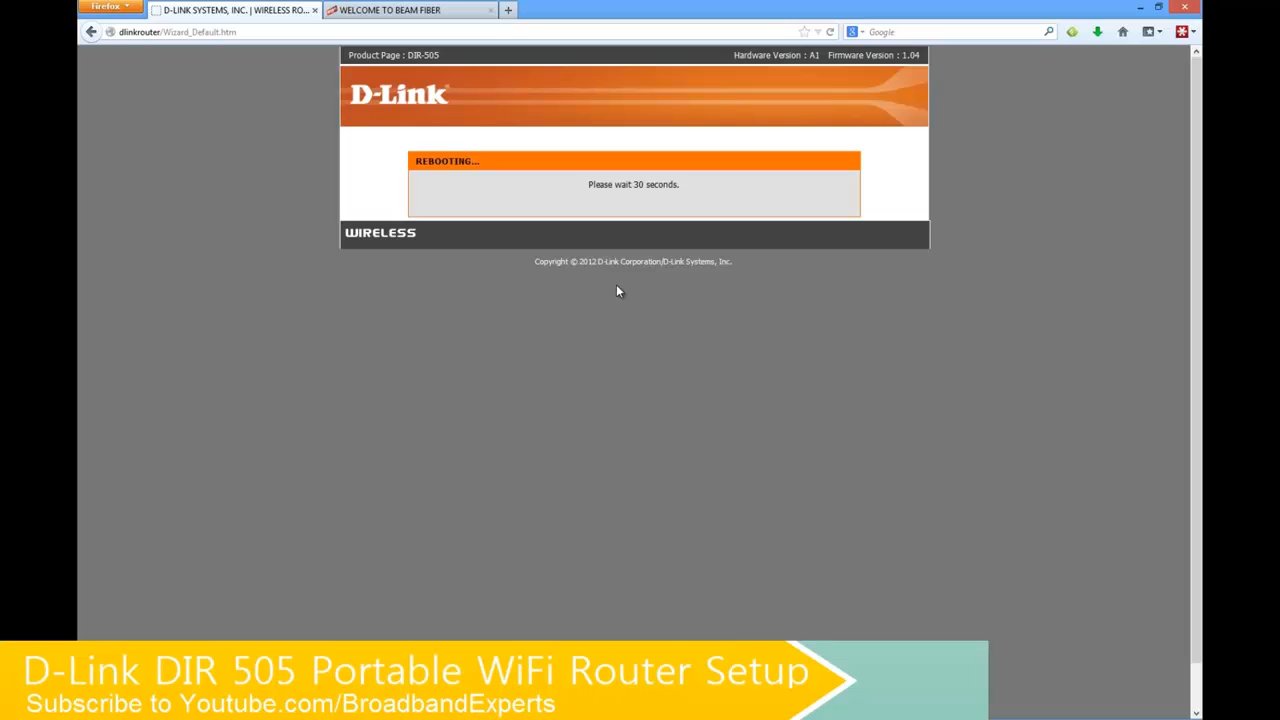 Firefox
D-LINK SYSTEMS, INC. | WIRELESS RO...
WELCOME TO BEAM FIBER
dlinkrouter/Wizard_Default.htm
Google
Product Page : DIR-505
Hardware Version : A1 Firmware Version : 1.04
D-Link
REBOOTING...
Please wait 30 seconds.
WIRELESS
Copyright © 2012 D-Link Corporation/D-Link Systems, Inc.
D-Link DIR 505 Portable WiFi Router Setup
Subscribe to Youtube.com/BroadbandExperts